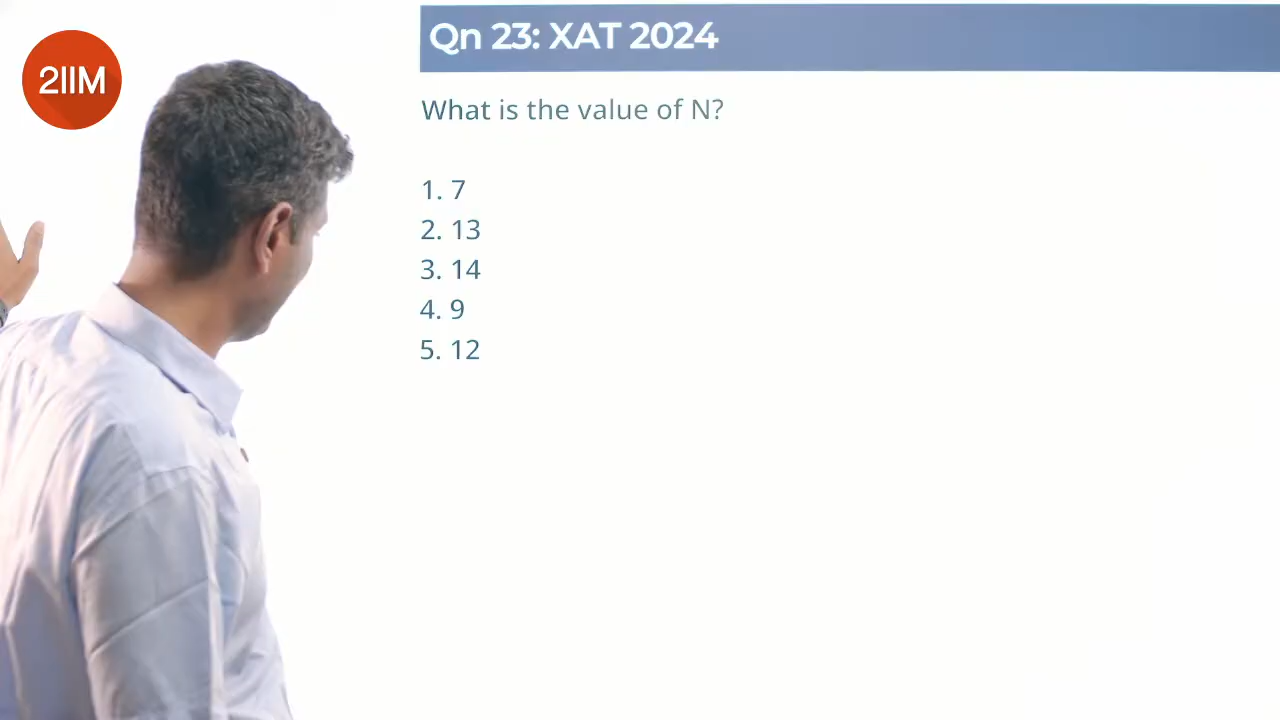 2IIM
Qn 23: XAT 2024
What is the value of N?
1. 7
2. 13
3. 14
4. 9
5. 12